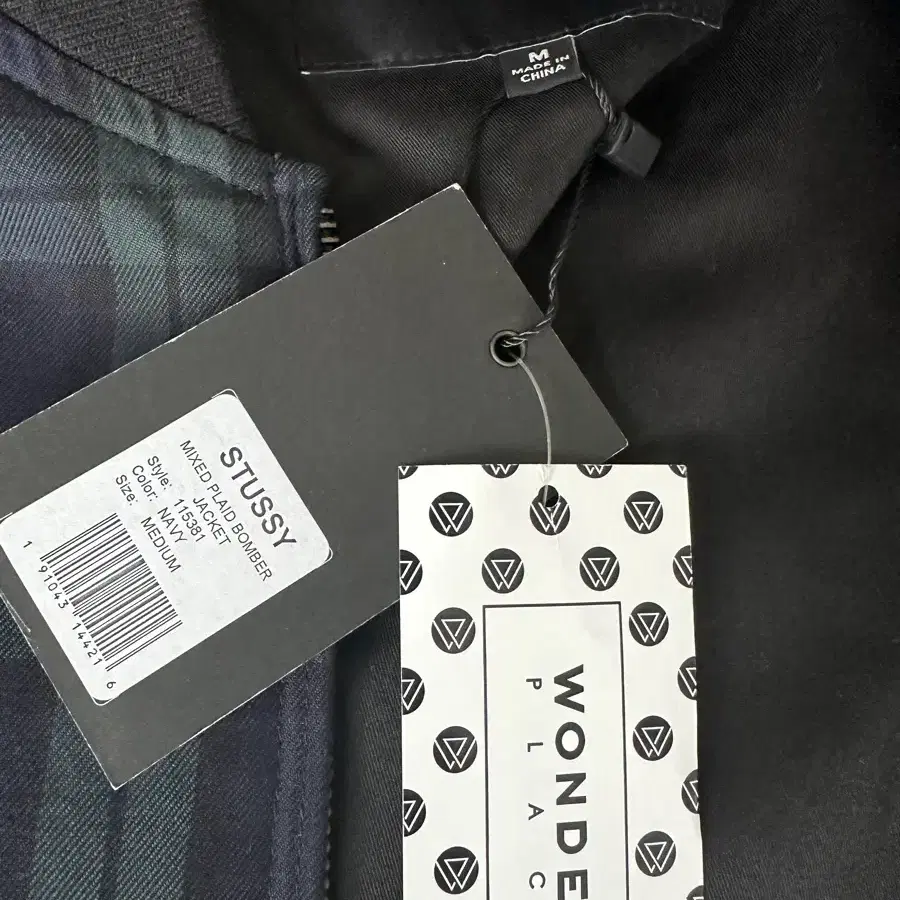 M
MADE IN
CHINA
STUSSY
MIXED PLAID BOMBER
JACKET
Style: 115381
Color: NAVY
Size: MEDIUM
1 91043 14421 6
WONDE
PLAC